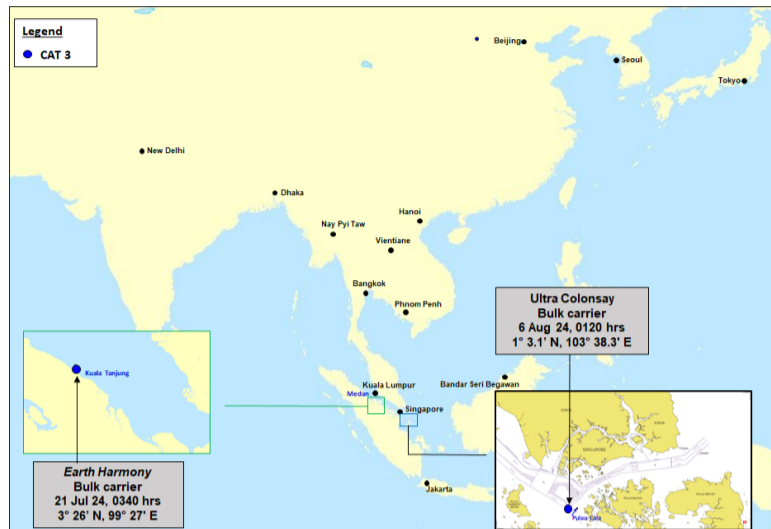 Legend
CAT 3
Beijing
Seoul
Tokyo
New Delhi
Dhaka
Hanoi
Nay Pyi Taw
Vientiane
Bangkok
Phnom Penh
Ultra Colonsay
Bulk carrier
6 Aug 24, 0120 hrs
1° 3.1' N, 103° 38.3' E
Kuala Tanjung
Kuala Lumpur
Medan
Bandar Seri Begawan
Singapore
Jakarta
Earth Harmony
Bulk carrier
21 Jul 24, 0340 hrs
3° 26' N, 99° 27' E
SINGAPORE